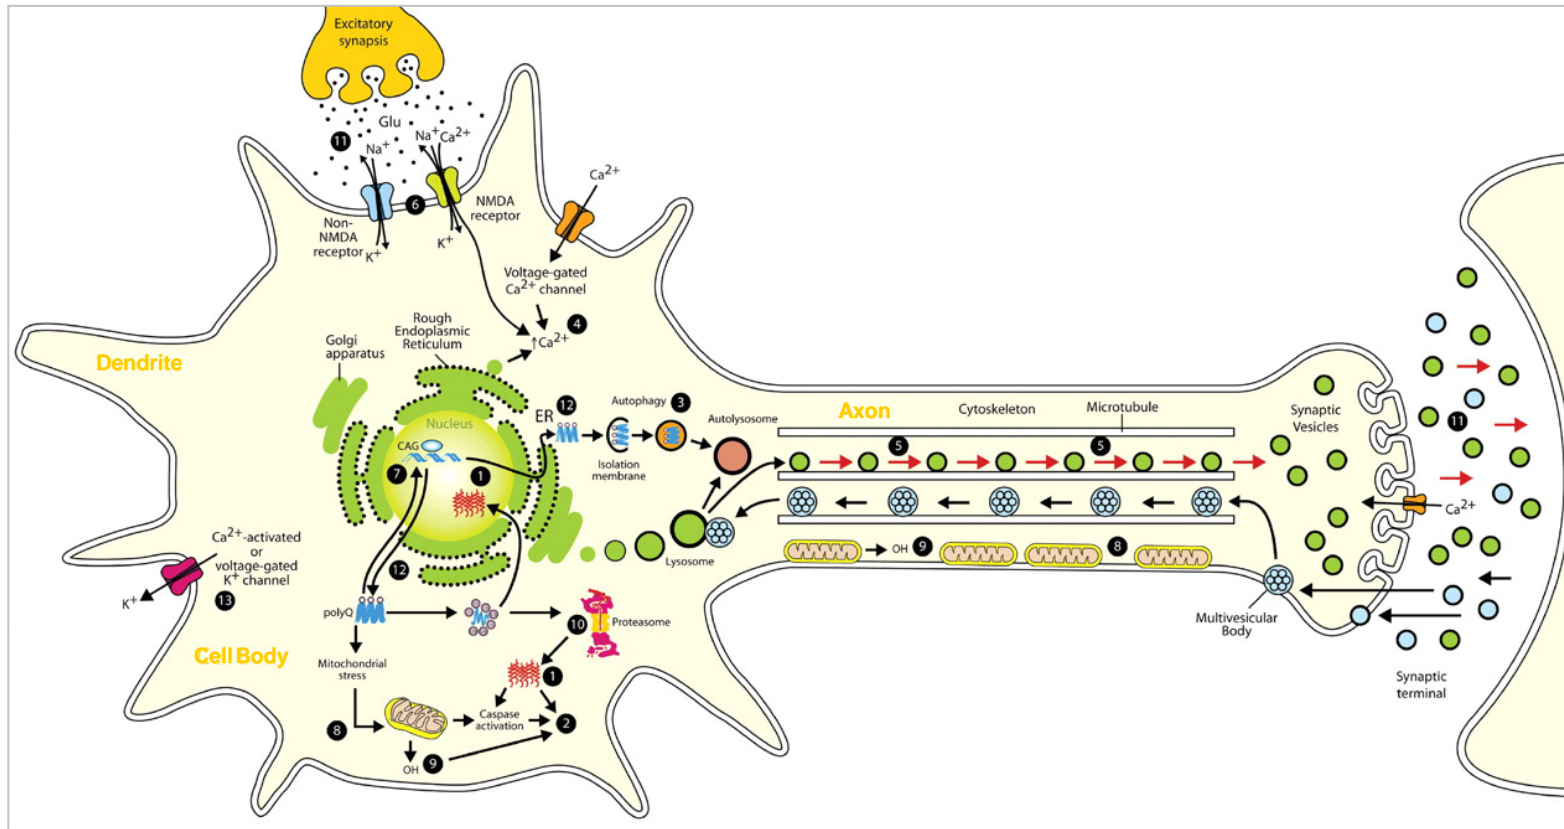 Excitatory
synapsis
Glu
11
Na+
Na+ Ca2+
Ca2+
6
NMDA
receptor
Non-
NMDA
receptor
K+
K+
Voltage-gated
Ca2+ channel
4
↑Ca2+
Rough
Endoplasmic
Reticulum
Golgi
apparatus
Dendrite
Nucleus
CAG
7
1
ER
12
Autophagy
3
Isolation
membrane
Autolysosome
Axon
Cytoskeleton
Microtubule
5
5
Synaptic
Vesicles
11
Ca2+
Lysosome
OH
9
8
Multivesicular
Body
Synaptic
terminal
Ca2+-activated
or
voltage-gated
K+ channel
13
K+
12
polyQ
10
Proteasome
Cell Body
Mitochondrial
stress
1
8
Caspase
activation
2
OH
9